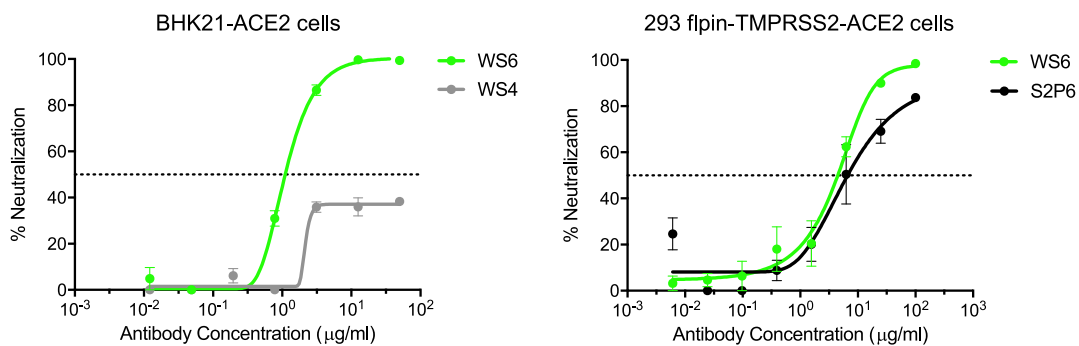 BHK21-ACE2 cells
% Neutralization
100
80
60
40
20
0
10⁻³ 10⁻² 10⁻¹ 10⁰ 10¹ 10²
Antibody Concentration (μg/ml)
WS6
WS4
293 flpin-TMPRSS2-ACE2 cells
% Neutralization
100
80
60
40
20
0
10⁻³ 10⁻² 10⁻¹ 10⁰ 10¹ 10² 10³
Antibody Concentration (μg/ml)
WS6
S2P6